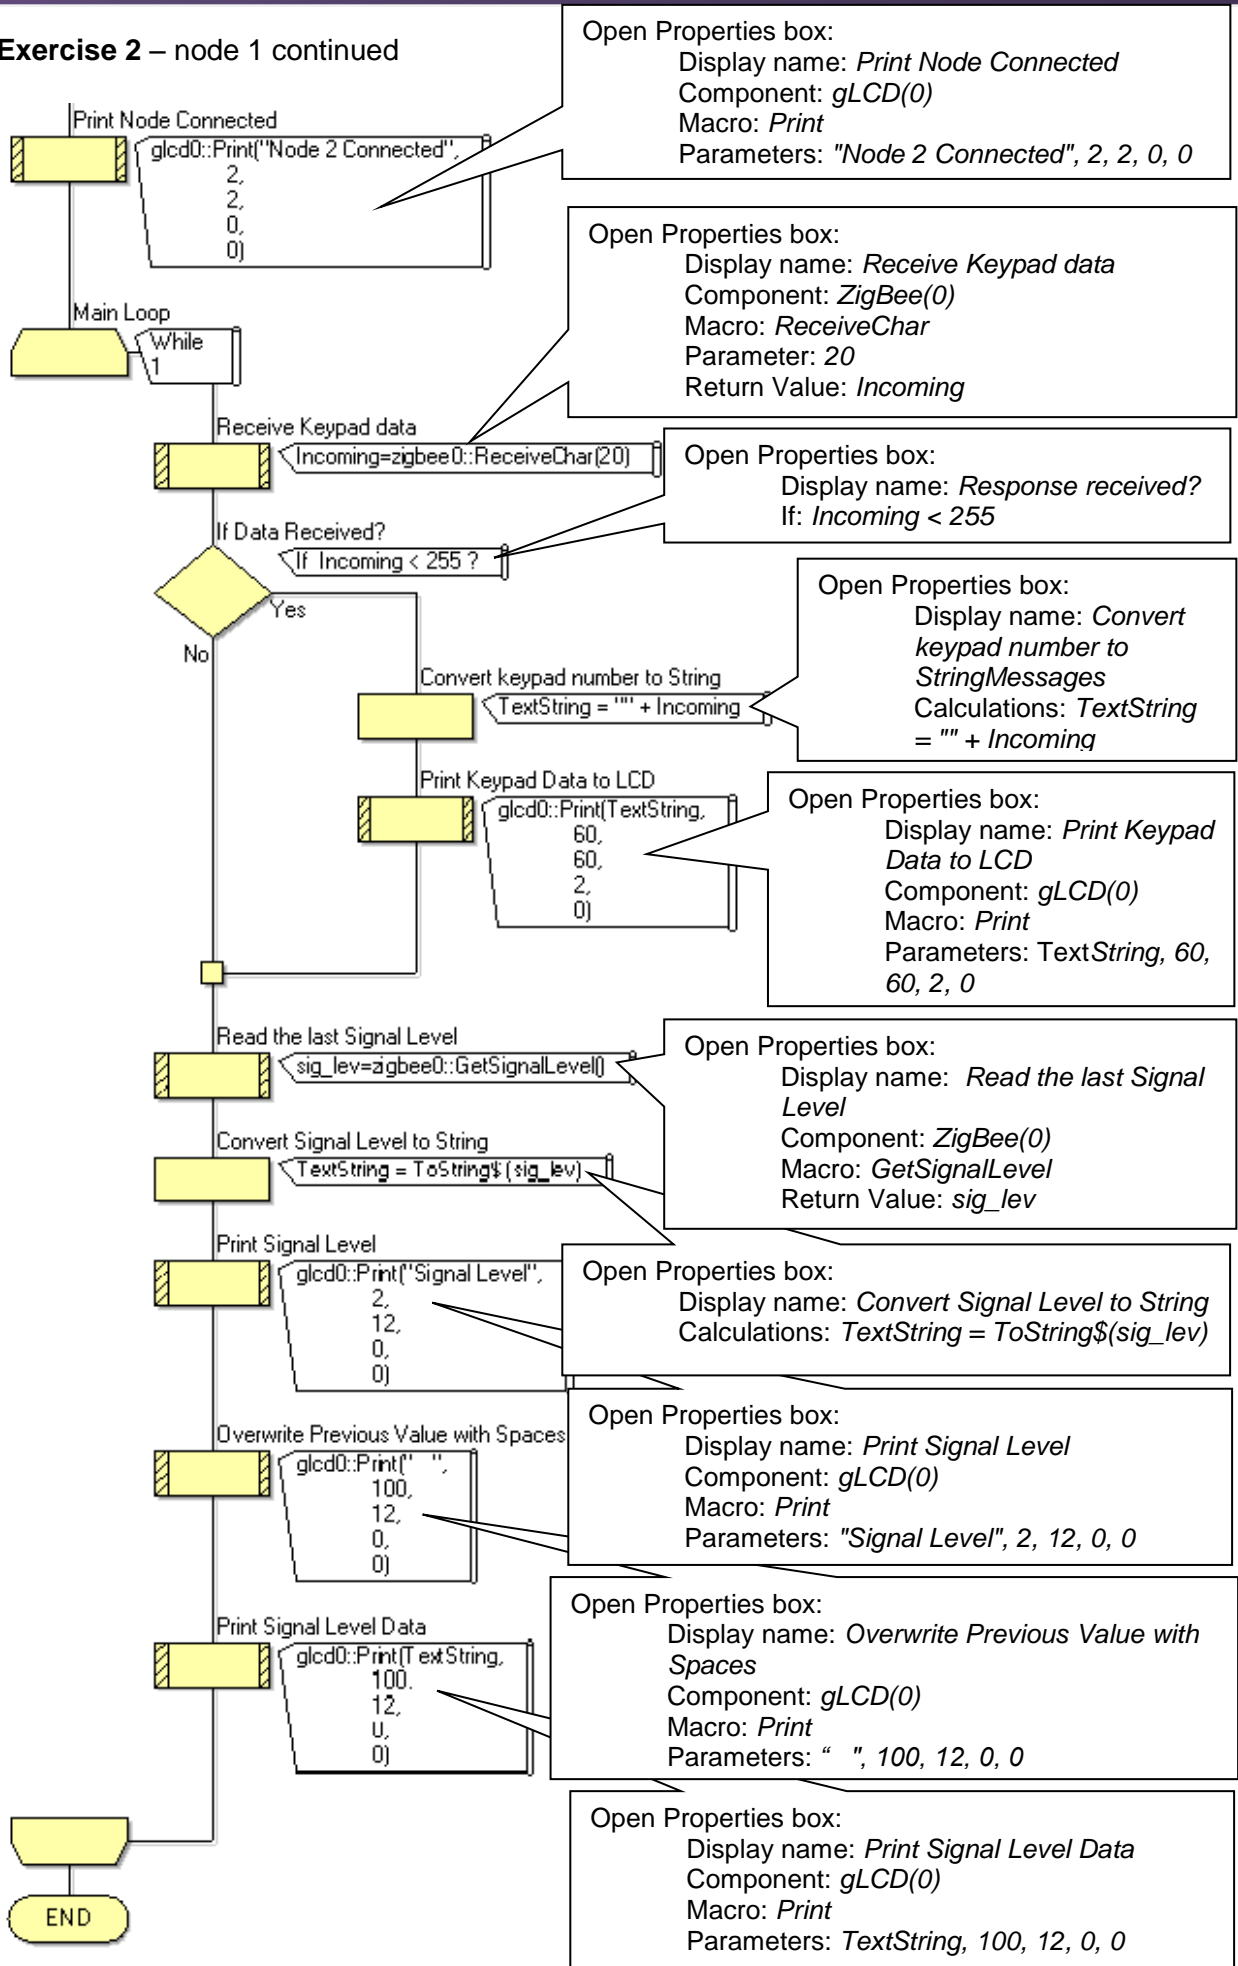 Exercise 2 – node 1 continued
Open Properties box:
Display name: Print Node Connected
Component: gLCD(0)
Macro: Print
Parameters: "Node 2 Connected", 2, 2, 0, 0
Print Node Connected
glcd0::Print("Node 2 Connected",
2,
2,
0,
0)
Open Properties box:
Display name: Receive Keypad data
Component: ZigBee(0)
Macro: ReceiveChar
Parameter: 20
Return Value: Incoming
Main Loop
While
1
Receive Keypad data
Incoming=zigbee0::ReceiveChar(20)
Open Properties box:
Display name: Response received?
If: Incoming < 255
If Data Received?
If Incoming < 255 ?
Yes
No
Open Properties box:
Display name: Convert
keypad number to
StringMessages
Calculations: TextString
= "" + Incoming
Convert keypad number to String
TextString = "" + Incoming
Print Keypad Data to LCD
glcd0::Print(TextString,
60,
60,
2,
0)
Open Properties box:
Display name: Print Keypad
Data to LCD
Component: gLCD(0)
Macro: Print
Parameters: TextString, 60,
60, 2, 0
Read the last Signal Level
sig_lev=zigbee0::GetSignalLevel()
Open Properties box:
Display name: Read the last Signal
Level
Component: ZigBee(0)
Macro: GetSignalLevel
Return Value: sig_lev
Convert Signal Level to String
TextString = ToString$(sig_lev)
Open Properties box:
Display name: Convert Signal Level to String
Calculations: TextString = ToString$(sig_lev)
Print Signal Level
glcd0::Print("Signal Level",
2,
12,
0,
0)
Open Properties box:
Display name: Print Signal Level
Component: gLCD(0)
Macro: Print
Parameters: "Signal Level", 2, 12, 0, 0
Overwrite Previous Value with Spaces
glcd0::Print("   ",
100,
12,
0,
0)
Open Properties box:
Display name: Overwrite Previous Value with
Spaces
Component: gLCD(0)
Macro: Print
Parameters: “   ", 100, 12, 0, 0
Print Signal Level Data
glcd0::Print(TextString,
100,
12,
0,
0)
Open Properties box:
Display name: Print Signal Level Data
Component: gLCD(0)
Macro: Print
Parameters: TextString, 100, 12, 0, 0
END